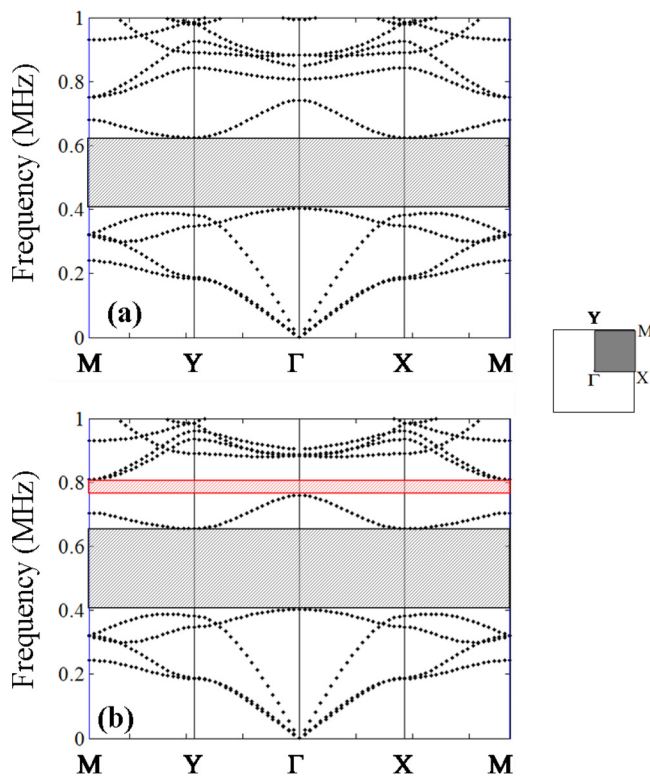 1
0.8
0.6
0.4
0.2
0
Frequency (MHz)
(a)
M Y Γ X M
Y
M
Γ
X
1
0.8
0.6
0.4
0.2
0
Frequency (MHz)
(b)
M Y Γ X M